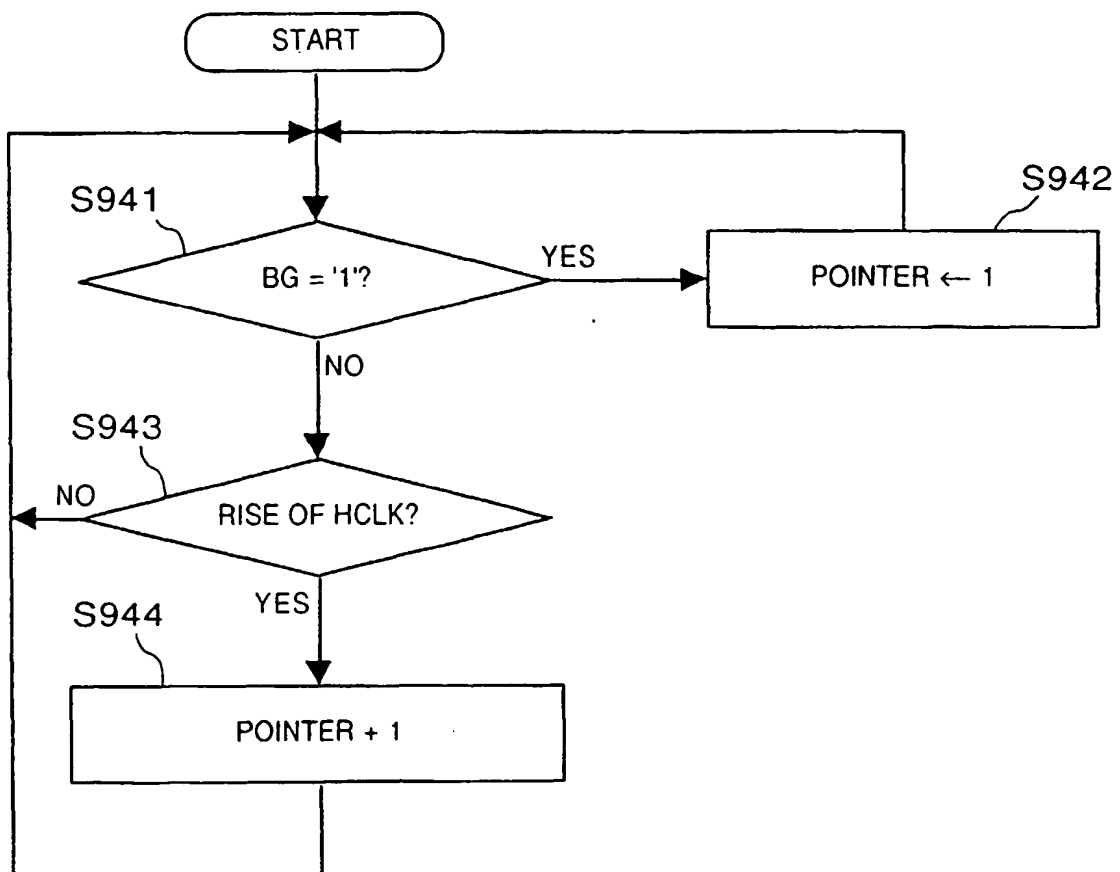 START
S941
S942
BG = '1'?
YES
POINTER ← 1
NO
S943
NO
RISE OF HCLK?
YES
S944
POINTER + 1